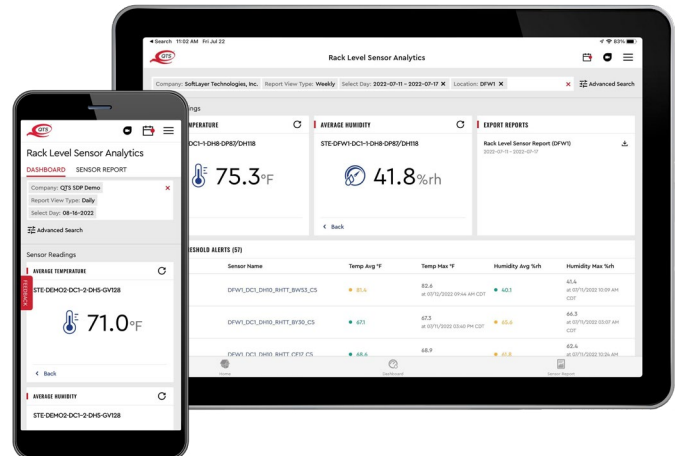 ◂ Search 11:02 AM Fri Jul 22
83%
QTS
Rack Level Sensor Analytics
Company: SoftLayer Technologies, Inc. Report View Type: Weekly Select Day: 2022-07-11 - 2022-07-17 × Location: DFW1 × × Advanced Search
ngs
MPERATURE
AVERAGE HUMIDITY
EXPORT REPORTS
DC1-1-DH8-DP87/DH118
STE-DFW1-DC1-1-DH8-DP87/DH118
Rack Level Sensor Report (DFW1)
2022-07-11 - 2022-07-17
75.3°F
41.8%rh
‹ Back
ESHOLD ALERTS (57)
Sensor Name Temp Avg °F Temp Max °F Humidity Avg %rh Humidity Max %rh
DFW1_DC1_DH10_RHTT_BW53_CS 81.4 82.6 60.1 61.4
at 07/12/2022 09:44 AM CDT at 07/11/2022 10:09 AM
CDT
DFW1_DC1_DH10_RHTT_BY30_CS 67.1 67.3 65.6 66.3
at 07/11/2022 03:40 PM CDT at 07/11/2022 03:07 AM
CDT
DFW1_DC1_DH10_RHTT_CF17_CS 68.6 68.9 61.8 62.4
at 07/11/2022 10:24 AM
Home Dashboard Sensor Report
QTS
Rack Level Sensor Analytics
DASHBOARD SENSOR REPORT
Company: QTS SDP Demo ×
Report View Type: Daily
Select Day: 08-16-2022
Advanced Search
Sensor Readings
AVERAGE TEMPERATURE
FEEDBACK
STE-DEMO2-DC1-2-DH5-GV128
71.0°F
‹ Back
AVERAGE HUMIDITY
STE-DEMO2-DC1-2-DH5-GV128